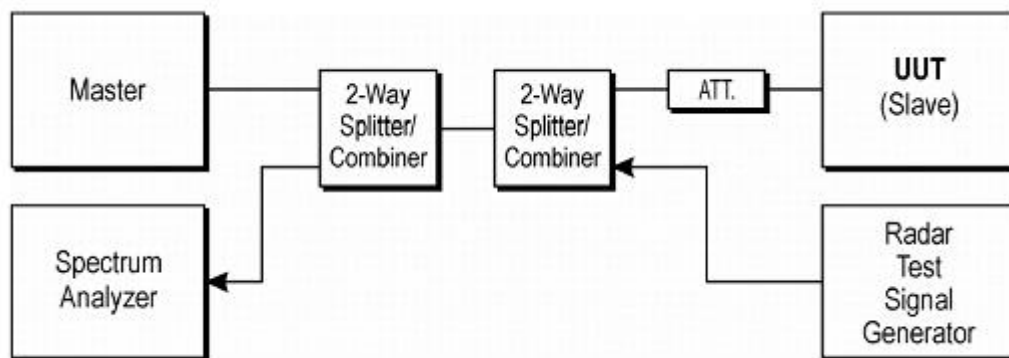 Master
2-Way
Splitter/
Combiner
2-Way
Splitter/
Combiner
ATT.
UUT
(Slave)
Spectrum
Analyzer
Radar
Test
Signal
Generator